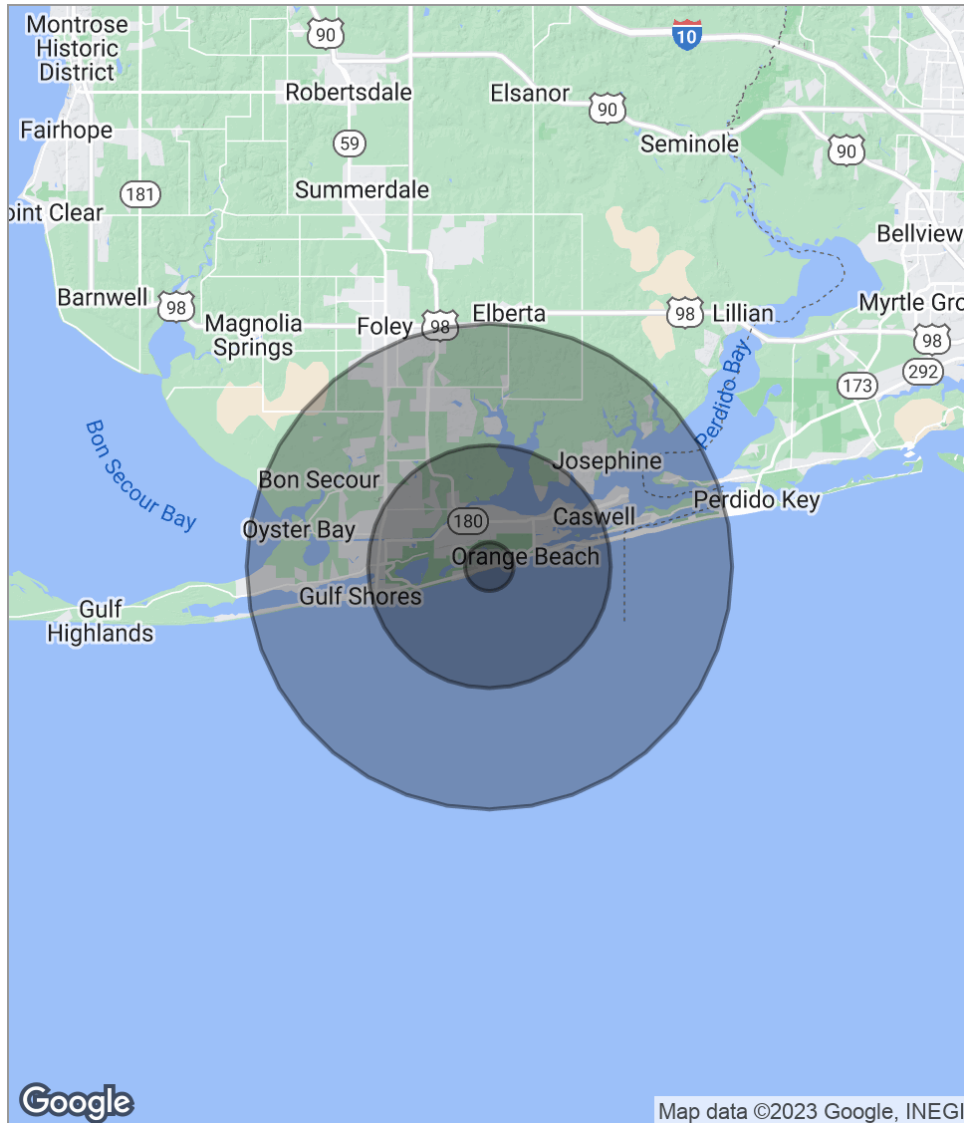 Montrose
Historic
District
90
10
Robertsdale
Elsanor
90
Fairhope
59
Seminole
90
181
Summerdale
oint Clear
Bellview
Barnwell
98
Magnolia
Springs
Foley
98
Elberta
98
Lillian
Myrtle Gro
98
292
173
Perdido Bay
Bon Secour Bay
Josephine
Bon Secour
Perdido Key
Oyster Bay
180
Caswell
Orange Beach
Gulf Shores
Gulf
Highlands
Google
Map data ©2023 Google, INEGI